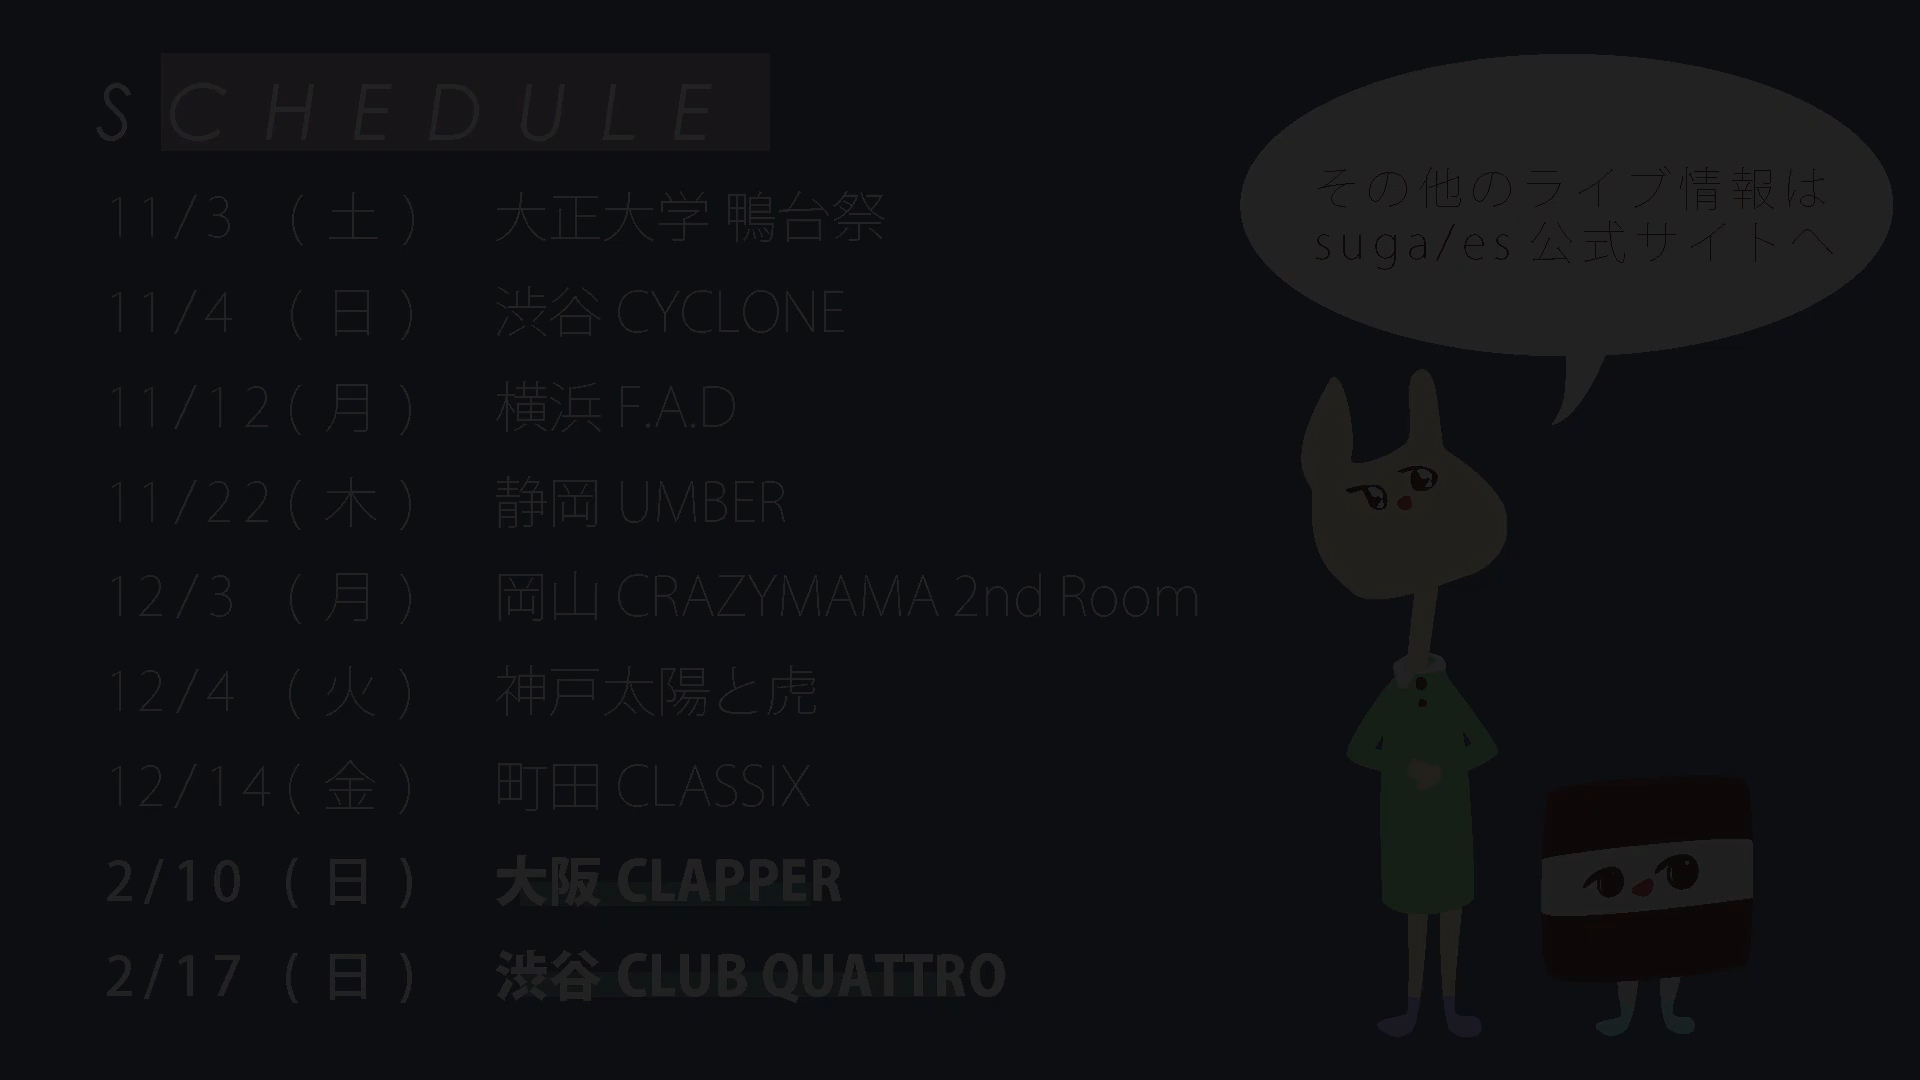 SCHEDULE
11/3 (土) 大正大学 鴨台祭
11/4 (日) 渋谷 CYCLONE
11/12(月) 横浜 F.A.D
11/22(木) 静岡 UMBER
12/3 (月) 岡山 CRAZYMAMA 2nd Room
12/4 (火) 神戸太陽と虎
12/14(金) 町田 CLASSIX
2/10 (日) 大阪 CLAPPER
2/17 (日) 渋谷 CLUB QUATTRO
その他のライブ情報は
suga/es 公式サイトへ